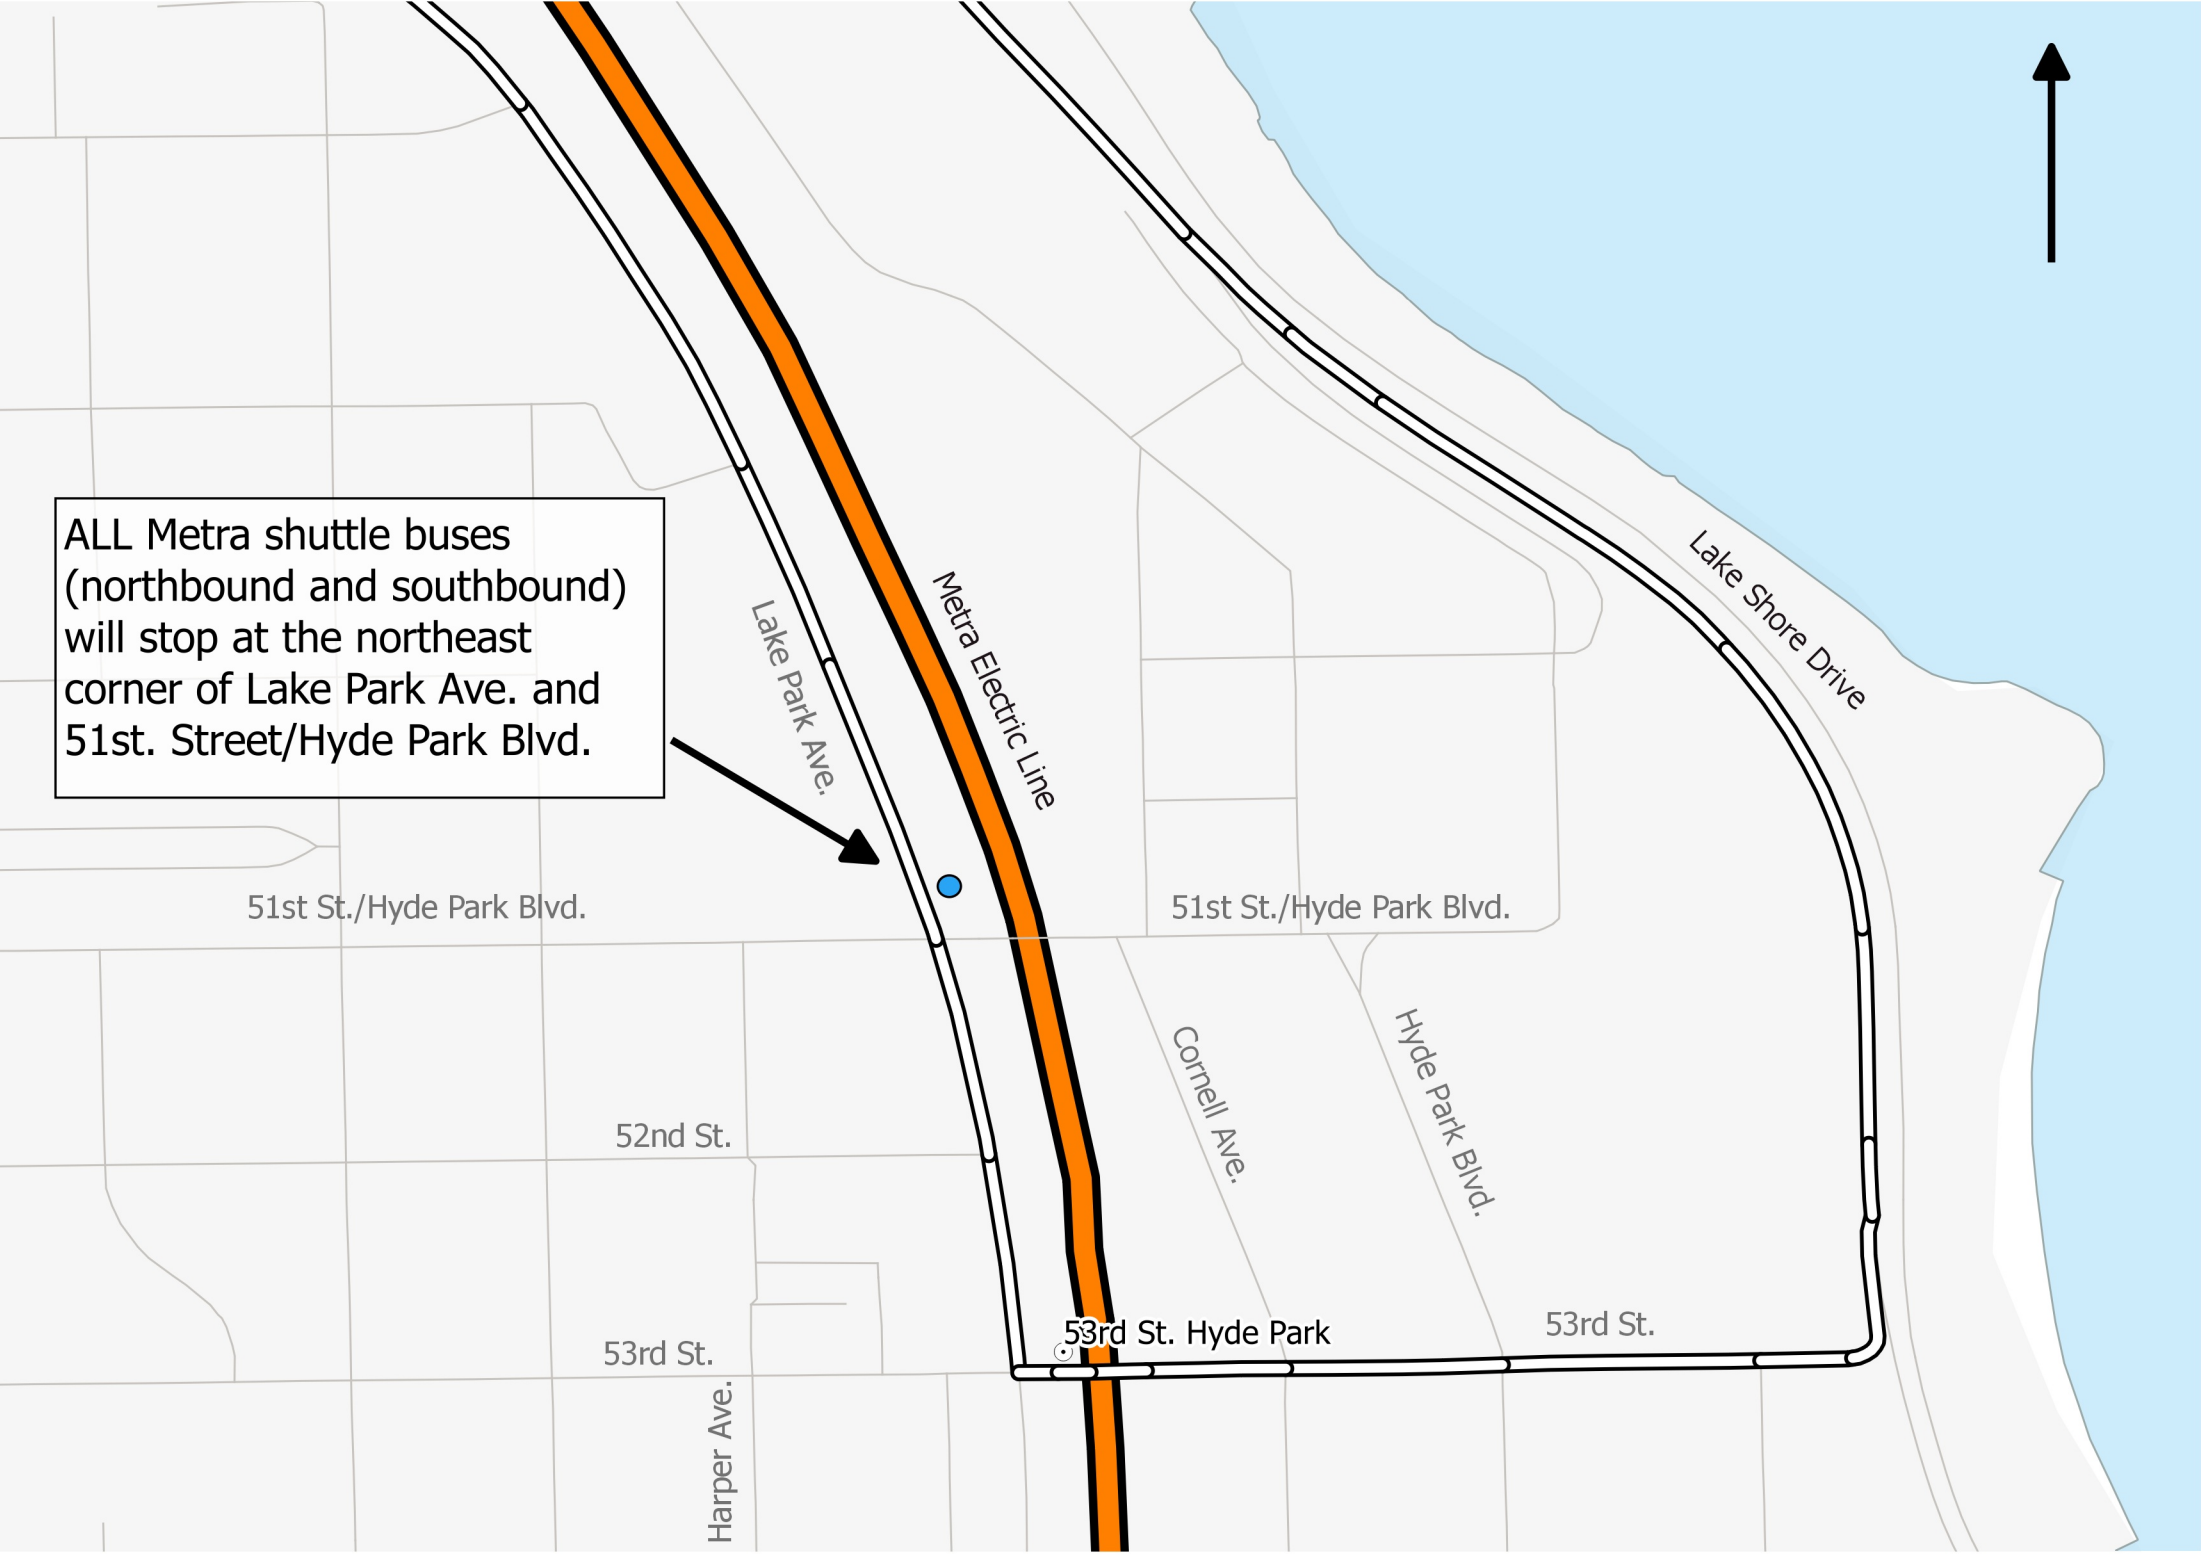 ALL Metra shuttle buses
(northbound and southbound)
will stop at the northeast
corner of Lake Park Ave. and
51st. Street/Hyde Park Blvd.
Lake Park Ave.
Metra Electric Line
Lake Shore Drive
51st St./Hyde Park Blvd.
51st St./Hyde Park Blvd.
Cornell Ave.
Hyde Park Blvd.
52nd St.
53rd St. Hyde Park
53rd St.
53rd St.
Harper Ave.